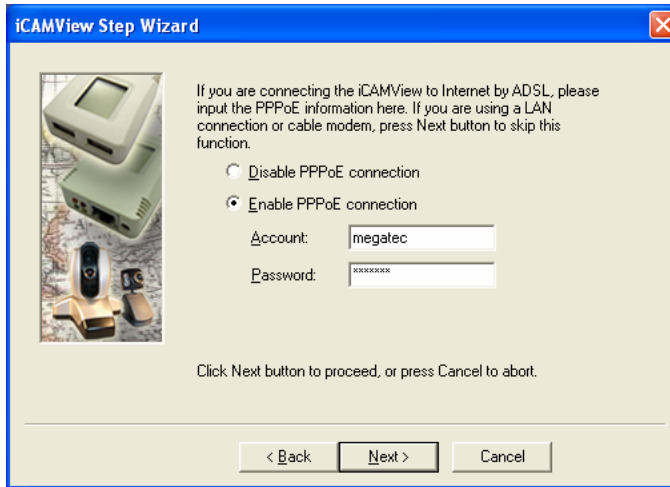 iCAMView Step Wizard
If you are connecting the iCAMView to Internet by ADSL, please
input the PPPoE information here. If you are using a LAN
connection or cable modem, press Next button to skip this
function.
Disable PPPoE connection
Enable PPPoE connection
Account: megatec
Password: xxxxxxx
Click Next button to proceed, or press Cancel to abort.
< Back Next > Cancel